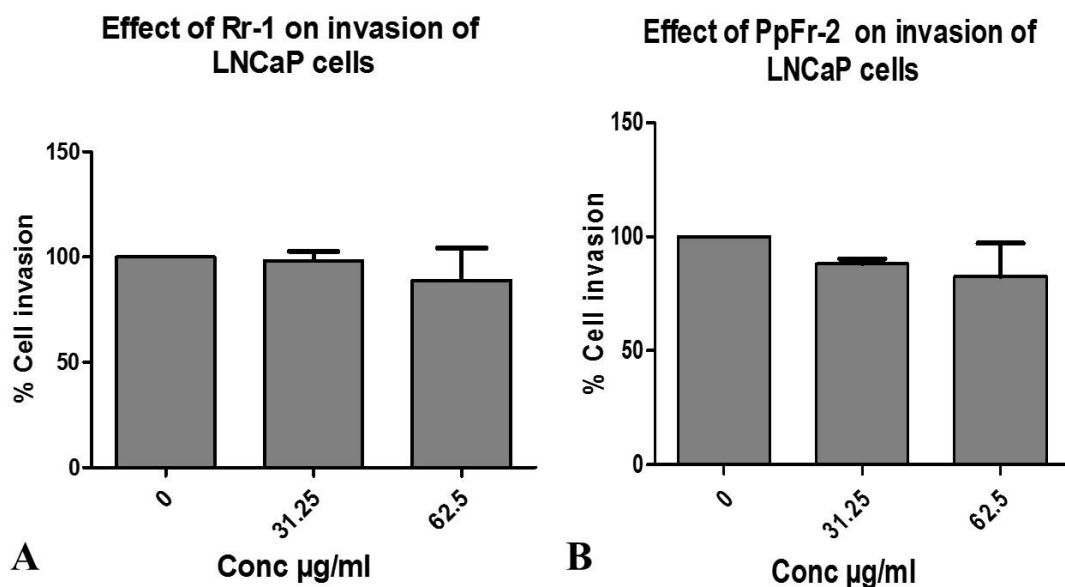 Effect of Rr-1 on invasion of
LNCaP cells
% Cell invasion
150
100
50
0
0
31.25
62.5
Conc µg/ml
A
Effect of PpFr-2 on invasion of
LNCaP cells
% Cell invasion
150
100
50
0
0
31.25
62.5
Conc µg/ml
B